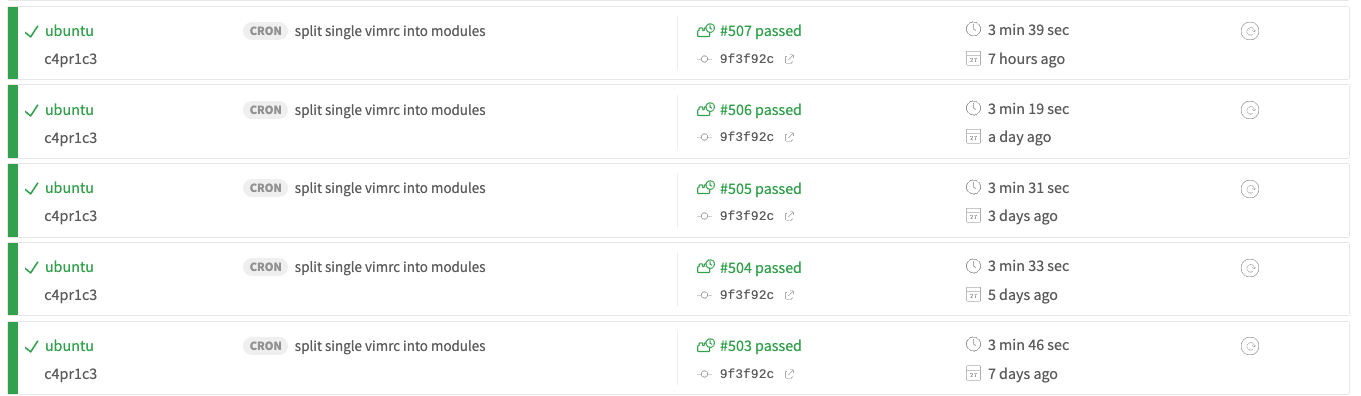 ubuntu CRON split single vimrc into modules #507 passed 3 min 39 sec
c4pr1c3 9f3f92c 7 hours ago
ubuntu CRON split single vimrc into modules #506 passed 3 min 19 sec
c4pr1c3 9f3f92c a day ago
ubuntu CRON split single vimrc into modules #505 passed 3 min 31 sec
c4pr1c3 9f3f92c 3 days ago
ubuntu CRON split single vimrc into modules #504 passed 3 min 33 sec
c4pr1c3 9f3f92c 5 days ago
ubuntu CRON split single vimrc into modules #503 passed 3 min 46 sec
c4pr1c3 9f3f92c 7 days ago